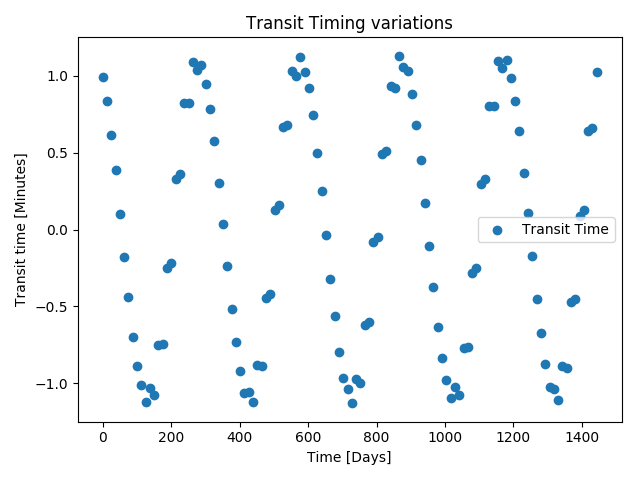 Transit Timing variations
Transit time [Minutes]
1.0
0.5
0.0
−0.5
−1.0
Transit Time
0 200 400 600 800 1000 1200 1400
Time [Days]